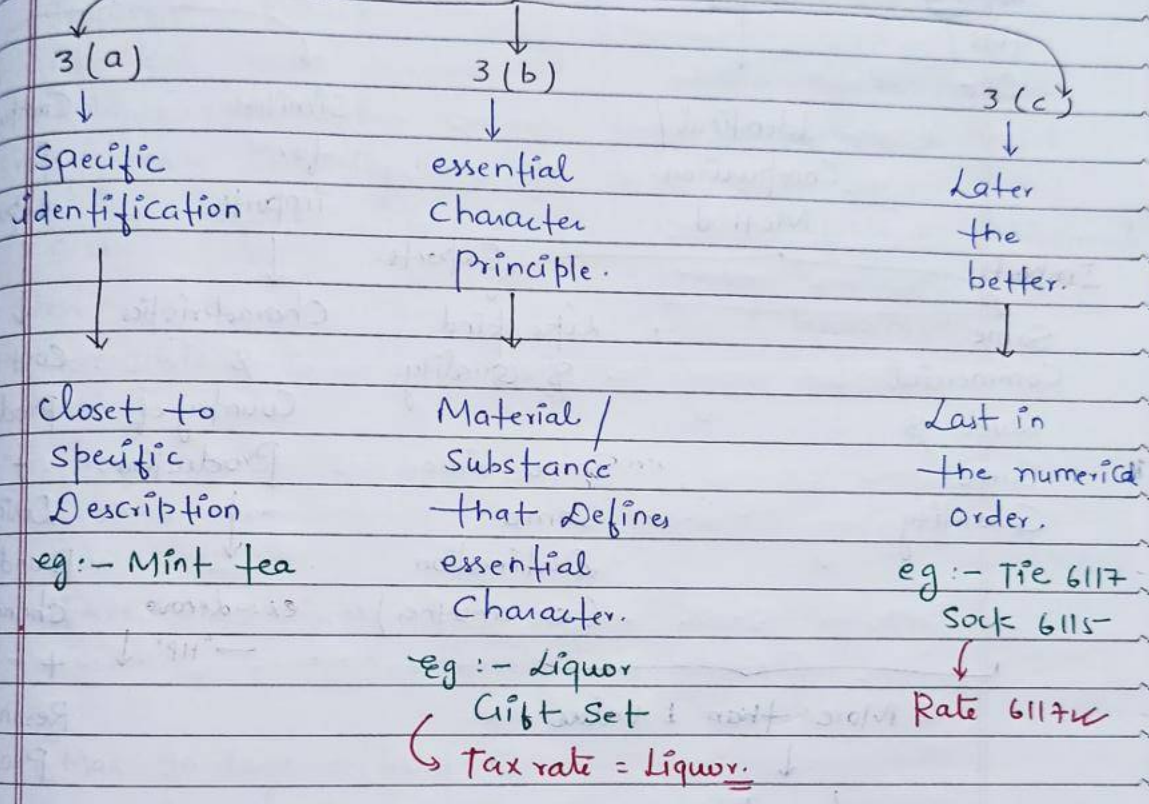 3(a)
↓
Specific
identification
↓
Closet to
Specific
Description
eg:- Mint tea
3(b)
↓
essential
Character
Principle.
↓
Material /
Substance
that Defines
essential
Character.
eg:- Liquor
Gift Set
Tax rate = Liquor.
3(c)
↓
Later
the
better.
↓
Last in
the numerical
Order.
eg:- Tie 6117
Sock 6115
↓
Rate 6117